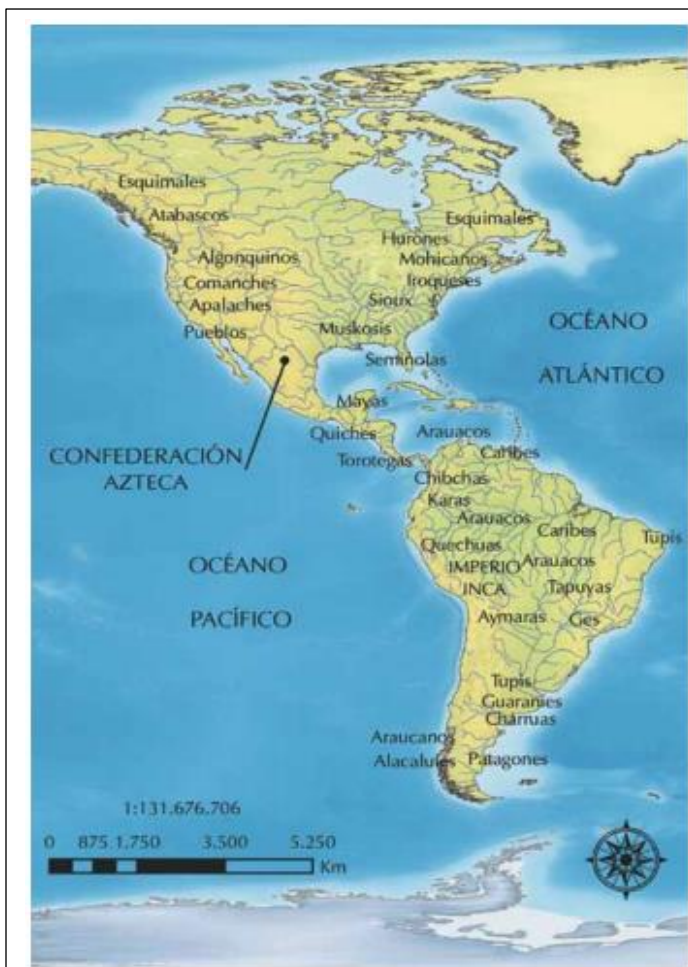 Esquimales
Atabascos
Esquimales
Hurones
Algonquinos
Mohicanos
Comanches
Iroqueses
Apalaches
Sioux
Pueblos
Muskosis
OCÉANO
ATLÁNTICO
Semiñolas
Mayas
Quiches
Arauacos
CONFEDERACIÓN
AZTECA
Torotegas
Caribes
Chibchas
Karas
Arauacos
Caribes
Tupis
Quechuas
OCÉANO
PACÍFICO
IMPERIO
INCA
Arauacos
Tapuyas
Aymaras
Ges
Tupis
Guaranies
Charruas
Araucanos
Alacalufes
Patagones
1:131.676.706
0 875 1.750 3.500 5.250
Km